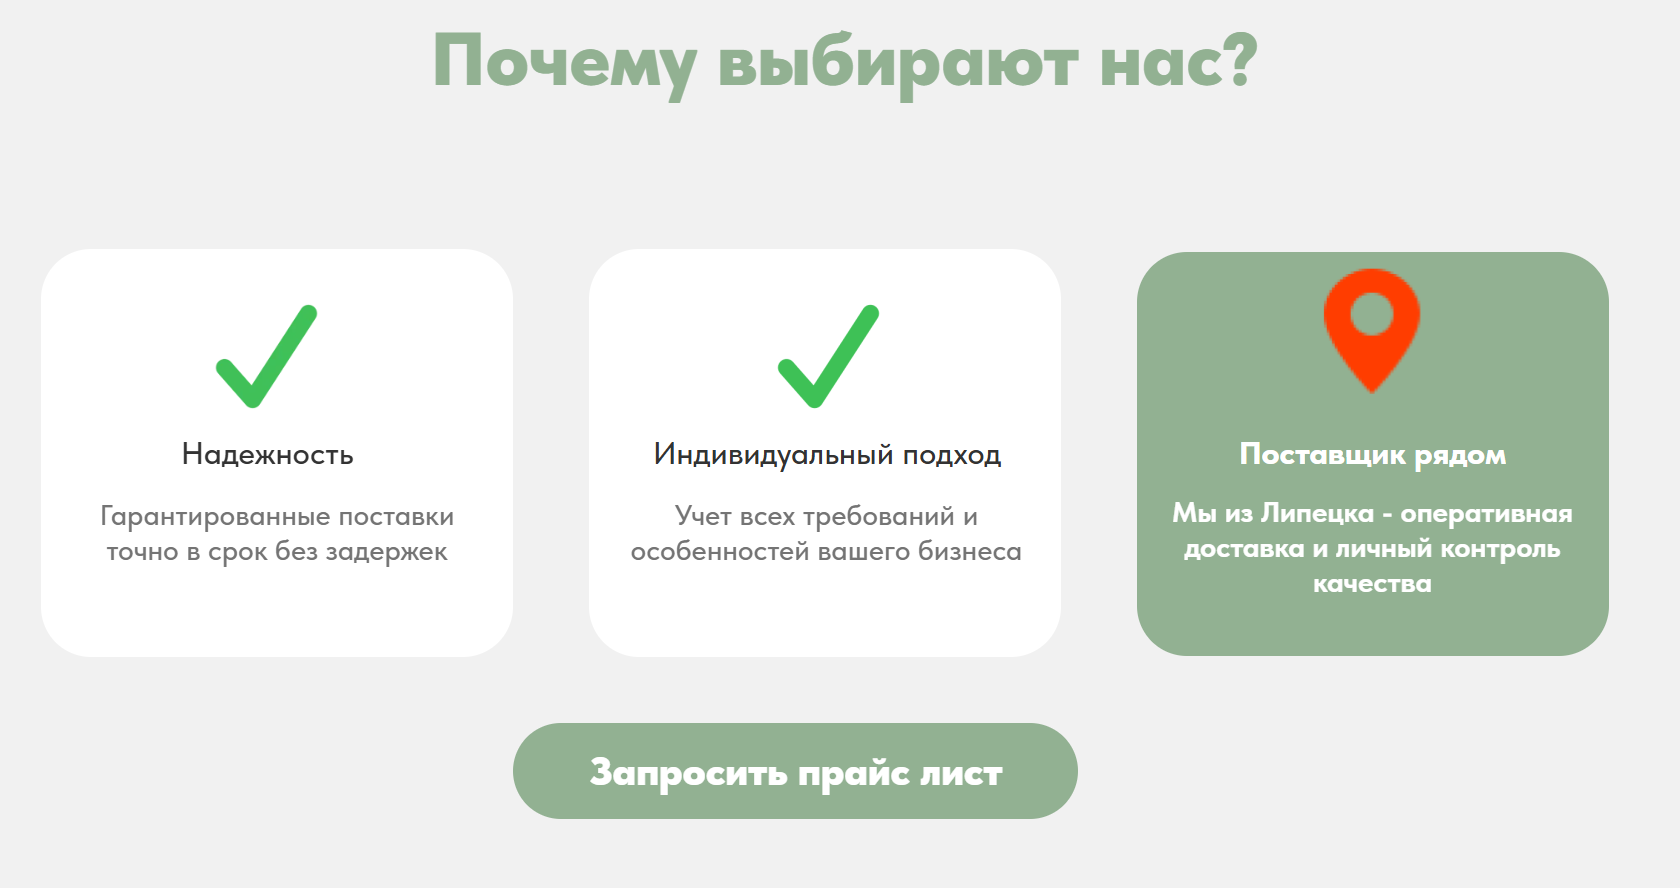 Почему выбирают нас?
Надежность
Гарантированные поставки
точно в срок без задержек
Индивидуальный подход
Учет всех требований и
особенностей вашего бизнеса
Поставщик рядом
Мы из Липецка - оперативная
доставка и личный контроль
качества
Запросить прайс лист